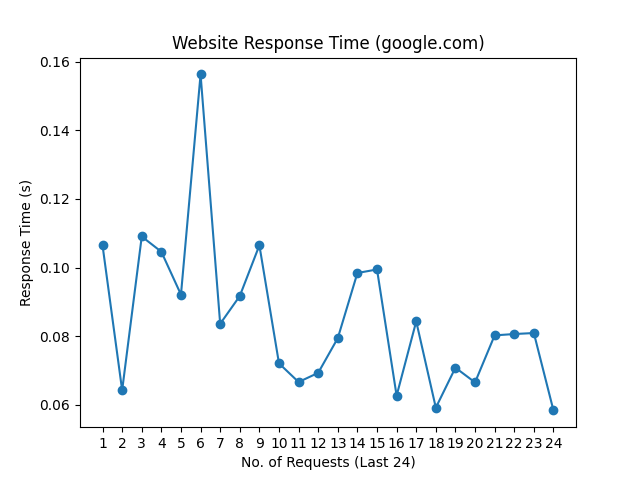 Website Response Time (google.com)
0.16
0.14
0.12
0.10
0.08
0.06
Response Time (s)
1 2 3 4 5 6 7 8 9 10 11 12 13 14 15 16 17 18 19 20 21 22 23 24
No. of Requests (Last 24)